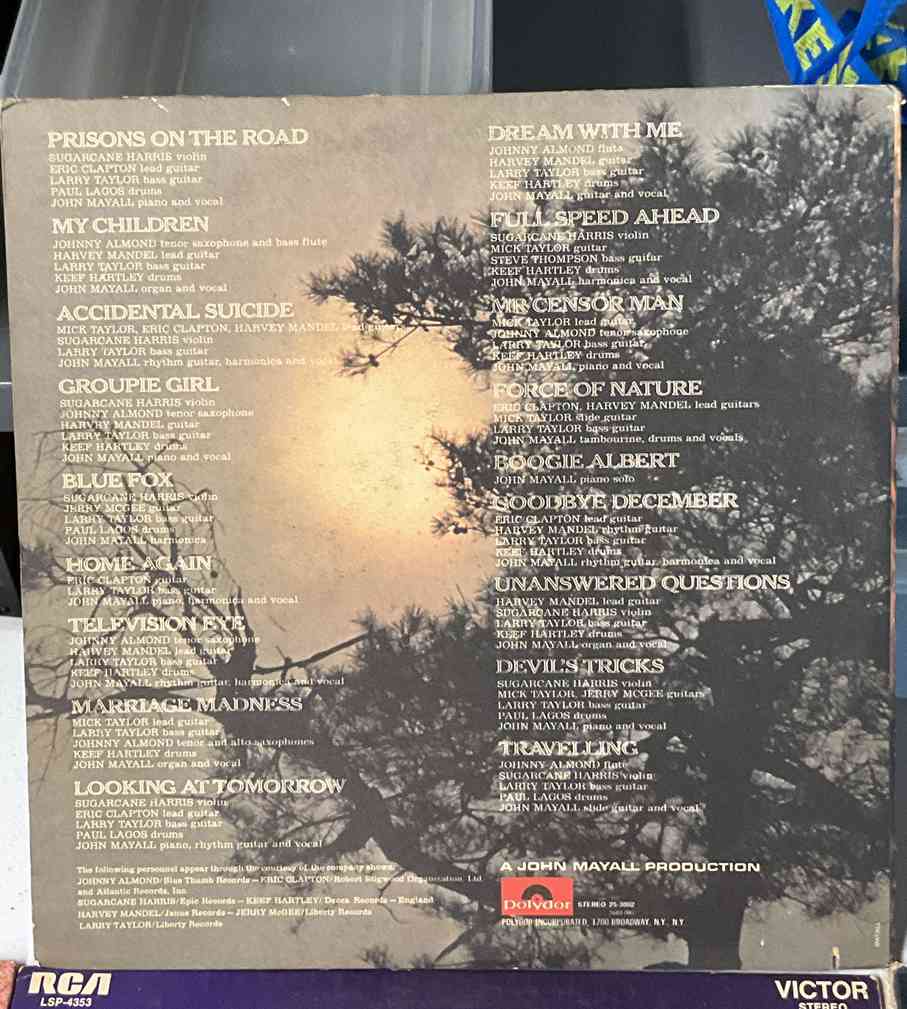 PRISONS ON THE ROAD
SUGARCANE HARRIS violin
ERIC CLAPTON lead guitar
LARRY TAYLOR bass guitar
PAUL LAGOS drums
JOHN MAYALL piano and vocal
MY CHILDREN
JOHNNY ALMOND tenor saxophone and bass flute
HARVEY MANDEL lead guitar
LARRY TAYLOR bass guitar
KEEF HARTLEY drums
JOHN MAYALL organ and vocal
ACCIDENTAL SUICIDE
MICK TAYLOR, ERIC CLAPTON, HARVEY MANDEL lead guitar
SUGARCANE HARRIS violin
LARRY TAYLOR bass guitar
JOHN MAYALL rhythm guitar, harmonica and vocal
GROUPIE GIRL
SUGARCANE HARRIS violin
JOHNNY ALMOND tenor saxophone
HARVEY MANDEL guitar
LARRY TAYLOR bass guitar
KEEF HARTLEY drums
JOHN MAYALL piano and vocal
BLUE FOX
SUGARCANE HARRIS violin
JERRY MCGEE guitar
LARRY TAYLOR bass guitar
PAUL LAGOS drums
JOHN MAYALL harmonica
HOME AGAIN
ERIC CLAPTON guitar
LARRY TAYLOR bass guitar
JOHN MAYALL piano, harmonica and vocal
TELEVISION EYE
JOHNNY ALMOND tenor saxophone
HARVEY MANDEL lead guitar
LARRY TAYLOR bass guitar
KEEF HARTLEY drums
JOHN MAYALL rhythm guitar, harmonica and vocal
MARRIAGE MADNESS
MICK TAYLOR lead guitar
LARRY TAYLOR bass guitar
JOHNNY ALMOND tenor and alto saxophones
KEEF HARTLEY drums
JOHN MAYALL organ and vocal
LOOKING AT TOMORROW
SUGARCANE HARRIS violin
ERIC CLAPTON lead guitar
LARRY TAYLOR bass guitar
PAUL LAGOS drums
JOHN MAYALL piano, rhythm guitar and vocal
The following personnel appear through the courtesy of the company shown:
JOHNNY ALMOND/Blue Thumb Records — ERIC CLAPTON/Robert Stigwood Organization, Ltd.
and Atlantic Records, Inc.
SUGARCANE HARRIS/Epic Records — KEEF HARTLEY/Decca Records — England
HARVEY MANDEL/Janus Records — JERRY McGEE/Liberty Records
LARRY TAYLOR/Liberty Records
DREAM WITH ME
JOHNNY ALMOND flute
HARVEY MANDEL guitar
LARRY TAYLOR bass guitar
KEEF HARTLEY drums
JOHN MAYALL guitar and vocal
FULL SPEED AHEAD
SUGARCANE HARRIS violin
MICK TAYLOR guitar
STEVE THOMPSON bass guitar
KEEF HARTLEY drums
JOHN MAYALL harmonica and vocal
MR CENSOR MAN
MICK TAYLOR lead guitar
JOHNNY ALMOND tenor saxophone
LARRY TAYLOR bass guitar
KEEF HARTLEY drums
JOHN MAYALL piano and vocal
FORCE OF NATURE
ERIC CLAPTON, HARVEY MANDEL lead guitars
MICK TAYLOR slide guitar
LARRY TAYLOR bass guitar
JOHN MAYALL tambourine, drums and vocals
BOOGIE ALBERT
JOHN MAYALL piano solo
GOODBYE DECEMBER
ERIC CLAPTON lead guitar
HARVEY MANDEL rhythm guitar
LARRY TAYLOR bass guitar
KEEF HARTLEY drums
JOHN MAYALL rhythm guitar, harmonica and vocal
UNANSWERED QUESTIONS
HARVEY MANDEL lead guitar
SUGARCANE HARRIS violin
LARRY TAYLOR bass guitar
KEEF HARTLEY drums
JOHN MAYALL organ and vocal
DEVIL'S TRICKS
SUGARCANE HARRIS violin
MICK TAYLOR, JERRY MCGEE guitars
LARRY TAYLOR bass guitar
PAUL LAGOS drums
JOHN MAYALL piano and vocal
TRAVELLING
JOHNNY ALMOND flute
SUGARCANE HARRIS violin
LARRY TAYLOR bass guitar
PAUL LAGOS drums
JOHN MAYALL slide guitar and vocal
A JOHN MAYALL PRODUCTION
Polydor
STEREO 25-3002
POLYDOR INCORPORATED, 1700 BROADWAY, N.Y., N.Y.
RCA
LSP-4353
VICTOR
STEREO